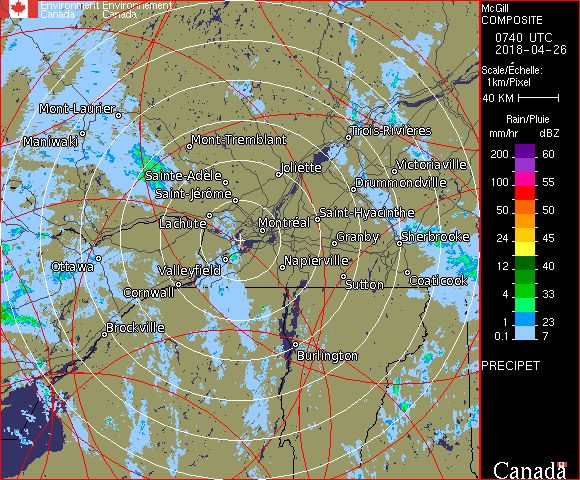 Environment Environnement
Canada Canada
McGill
COMPOSITE
0740 UTC
2018-04-26
Scale/Échelle:
1km/Pixel
40 KM
Rain/Pluie
mm/hr dBZ
200 60
100 55
50 50
24 45
12 40
4 33
1 23
0.1 7
PRECIPET
Canada
Mont-Laurier
Maniwaki
Mont-Tremblant
Trois-Rivières
Sainte-Adèle
Joliette
Victoriaville
Saint-Jérôme
Drummondville
Lachute
Montréal
Saint-Hyacinthe
Granby
Sherbrooke
Ottawa
Valleyfield
Napierville
Cornwall
Sutton
Coaticook
Brockville
Burlington